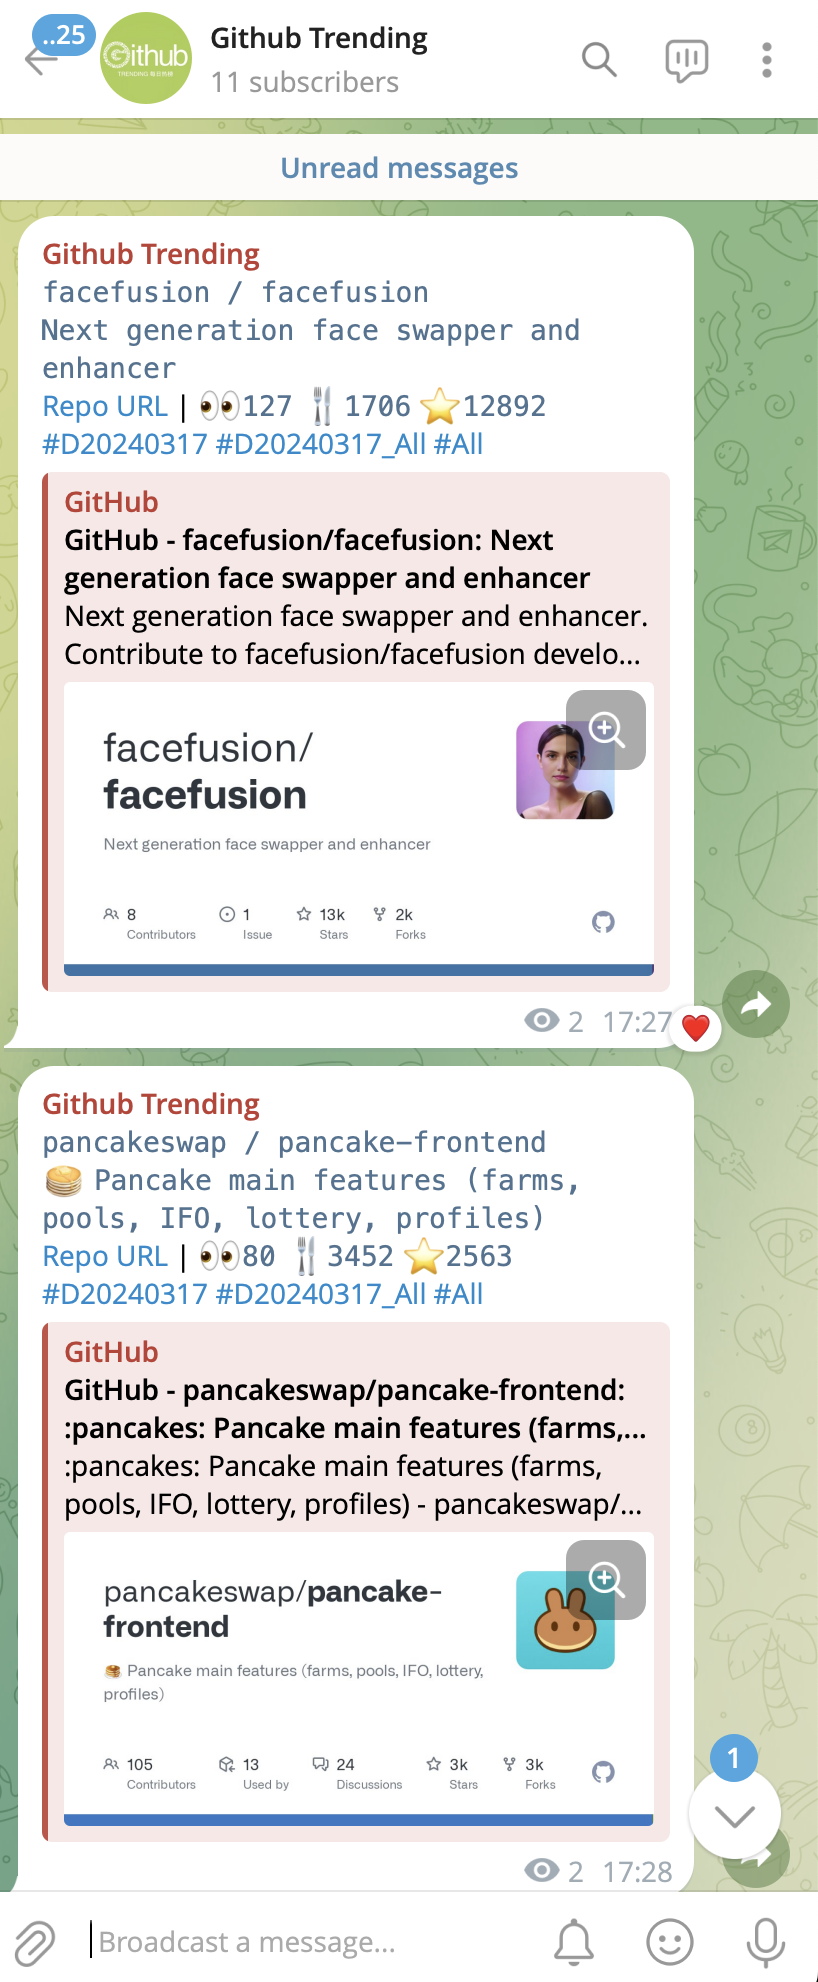 ..25
Github
TRENDING 每日热榜
Github Trending
11 subscribers
Unread messages
Github Trending
facefusion / facefusion
Next generation face swapper and
enhancer
Repo URL | 👀127 🍴 1706 ⭐12892
#D20240317 #D20240317_All #All
GitHub
GitHub - facefusion/facefusion: Next
generation face swapper and enhancer
Next generation face swapper and enhancer.
Contribute to facefusion/facefusion develo...
facefusion/
facefusion
Next generation face swapper and enhancer
8 1 13k 2k
Contributors Issue Stars Forks
2 17:27
Github Trending
pancakeswap / pancake-frontend
🥞 Pancake main features (farms,
pools, IFO, lottery, profiles)
Repo URL | 👀80 🍴 3452 ⭐2563
#D20240317 #D20240317_All #All
GitHub
GitHub - pancakeswap/pancake-frontend:
:pancakes: Pancake main features (farms,...
:pancakes: Pancake main features (farms,
pools, IFO, lottery, profiles) - pancakeswap/...
pancakeswap/pancake-
frontend
🥞 Pancake main features (farms, pools, IFO, lottery,
profiles)
105 13 24 3k 3k
Contributors Used by Discussions Stars Forks
1
2 17:28
Broadcast a message...